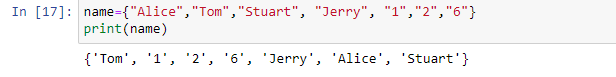 In [17]: name={"Alice","Tom","Stuart", "Jerry", "1","2","6"}
print(name)
{'Tom', '1', '2', '6', 'Jerry', 'Alice', 'Stuart'}